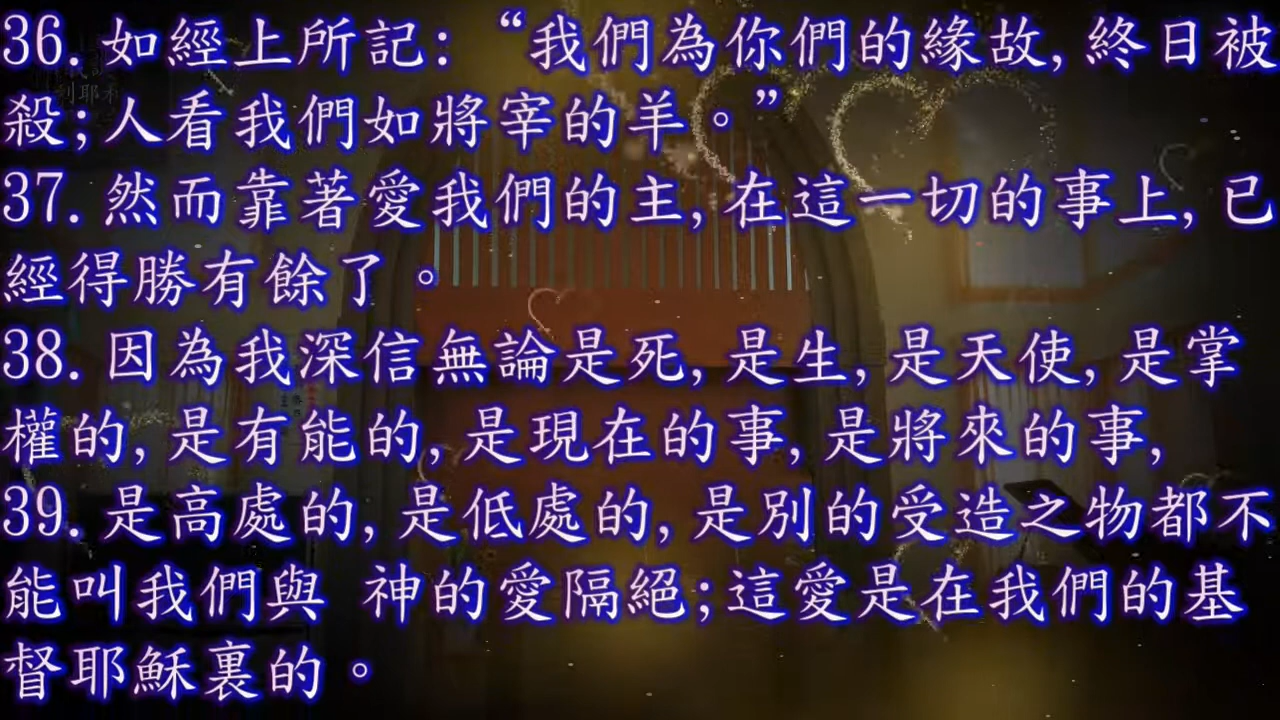 36. 如經上所記: “我們為你們的緣故, 終日被
殺; 人看我們如將宰的羊。”
37. 然而靠著愛我們的主, 在這一切的事上, 已
經得勝有餘了。
38. 因為我深信無論是死, 是生, 是天使, 是掌
權的, 是有能的, 是現在的事, 是將來的事,
39. 是高處的, 是低處的, 是別的受造之物都不
能叫我們與 神的愛隔絕; 這愛是在我們的基
督耶穌裏的。